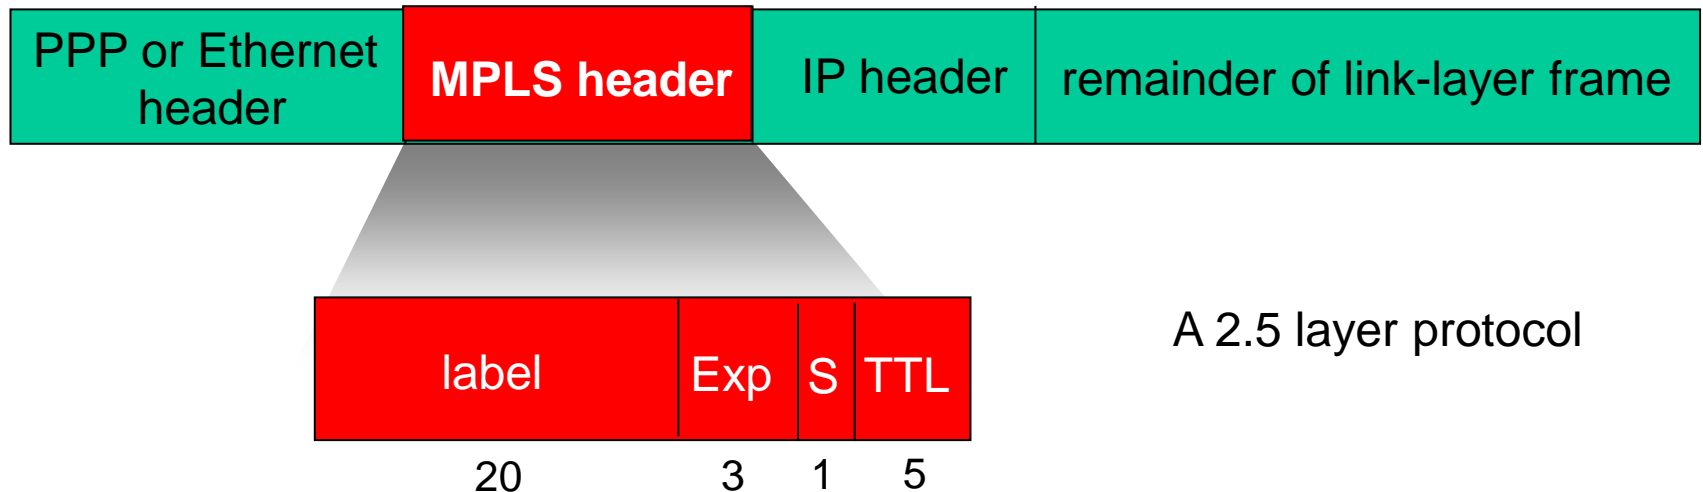 PPP or Ethernet
header
MPLS header
IP header
remainder of link-layer frame
A 2.5 layer protocol
label
Exp
S
TTL
20
3
1
5